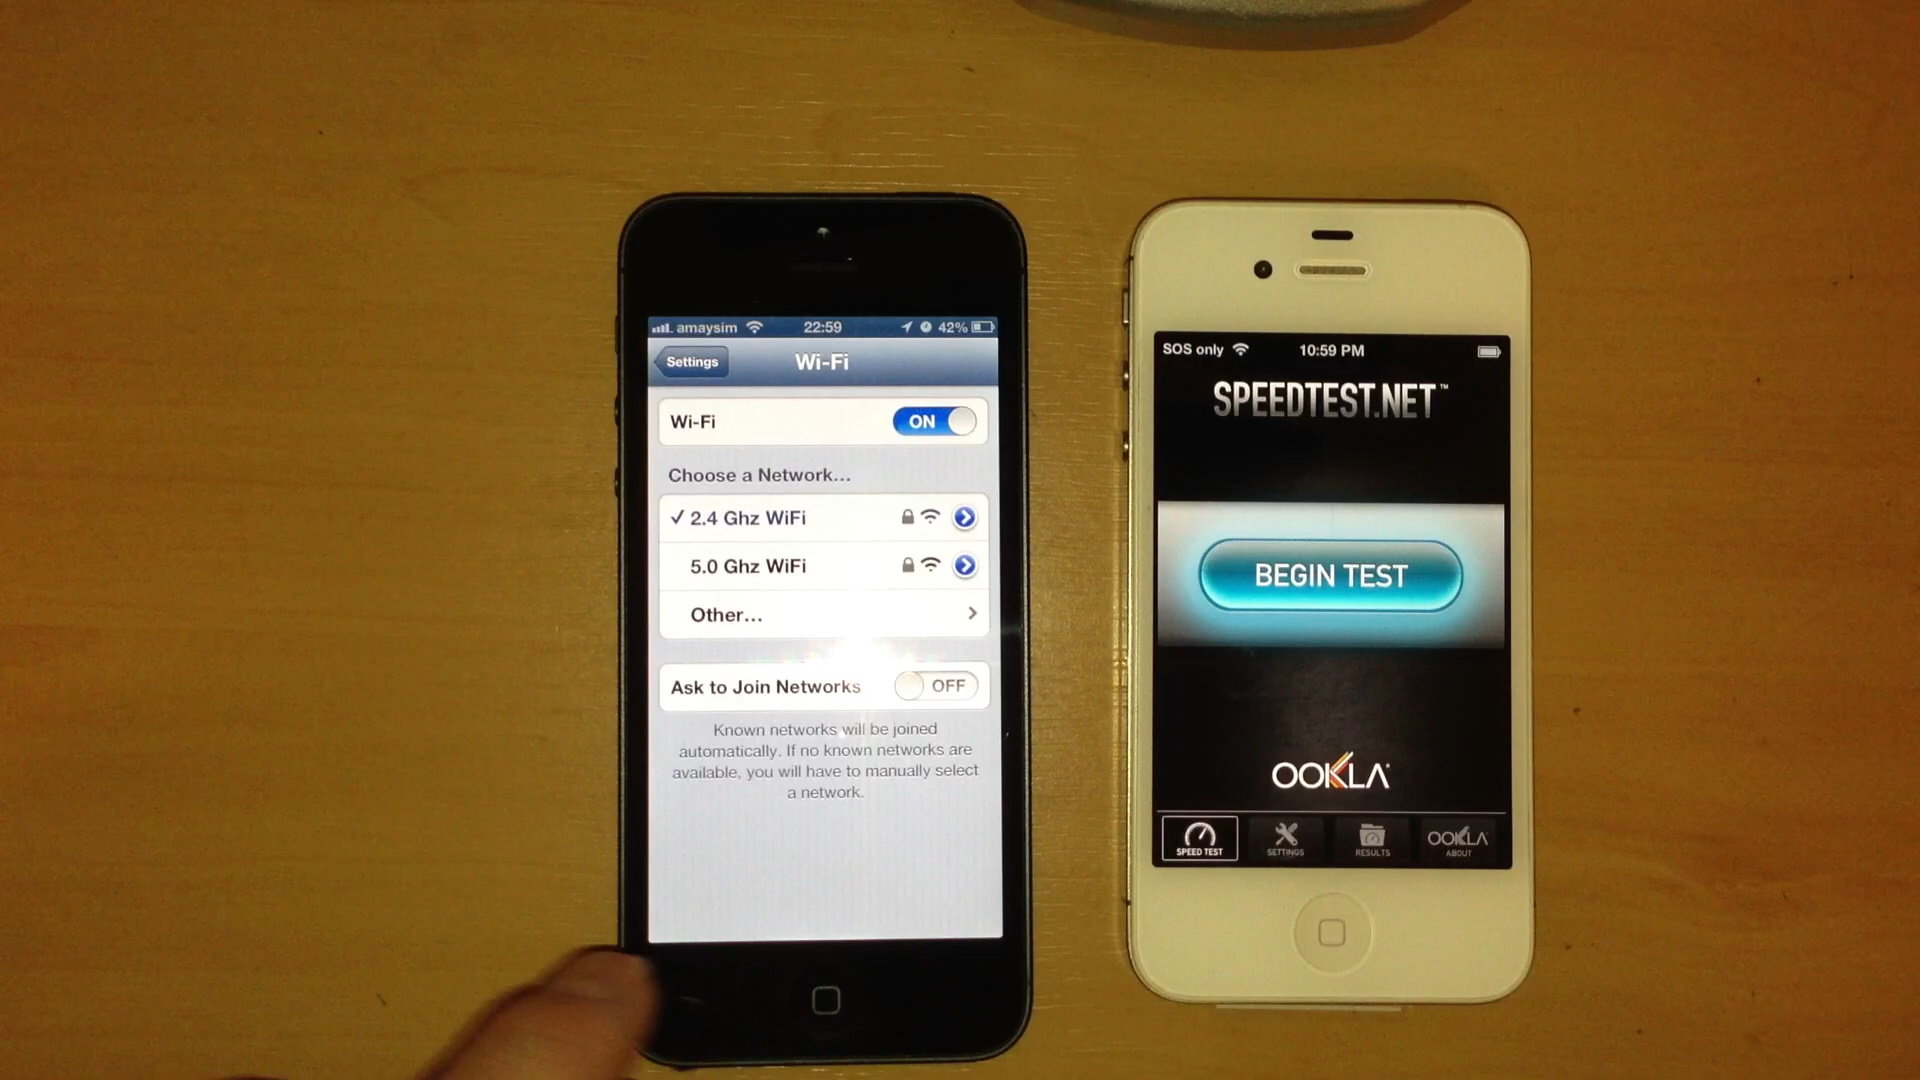 amaysim 22:59 42%
Settings Wi-Fi
Wi-Fi ON
Choose a Network...
2.4 Ghz WiFi
5.0 Ghz WiFi
Other...
Ask to Join Networks OFF
Known networks will be joined
automatically. If no known networks are
available, you will have to manually select
a network.
SOS only 10:59 PM
SPEEDTEST.NET™
BEGIN TEST
OOKLA®
SPEED TEST
SETTINGS
RESULTS
OOKLA
ABOUT